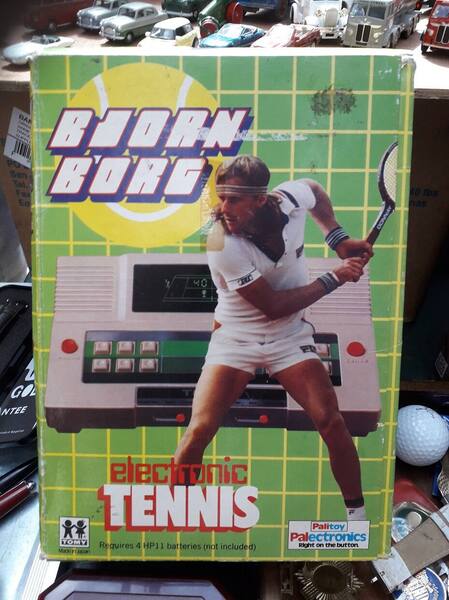 BJORN
BORG
40
electronic
TENNIS
TOMY
Made in Japan
Requires 4 HP11 batteries (not included)
Palitoy
Palectronics
Right on the button.